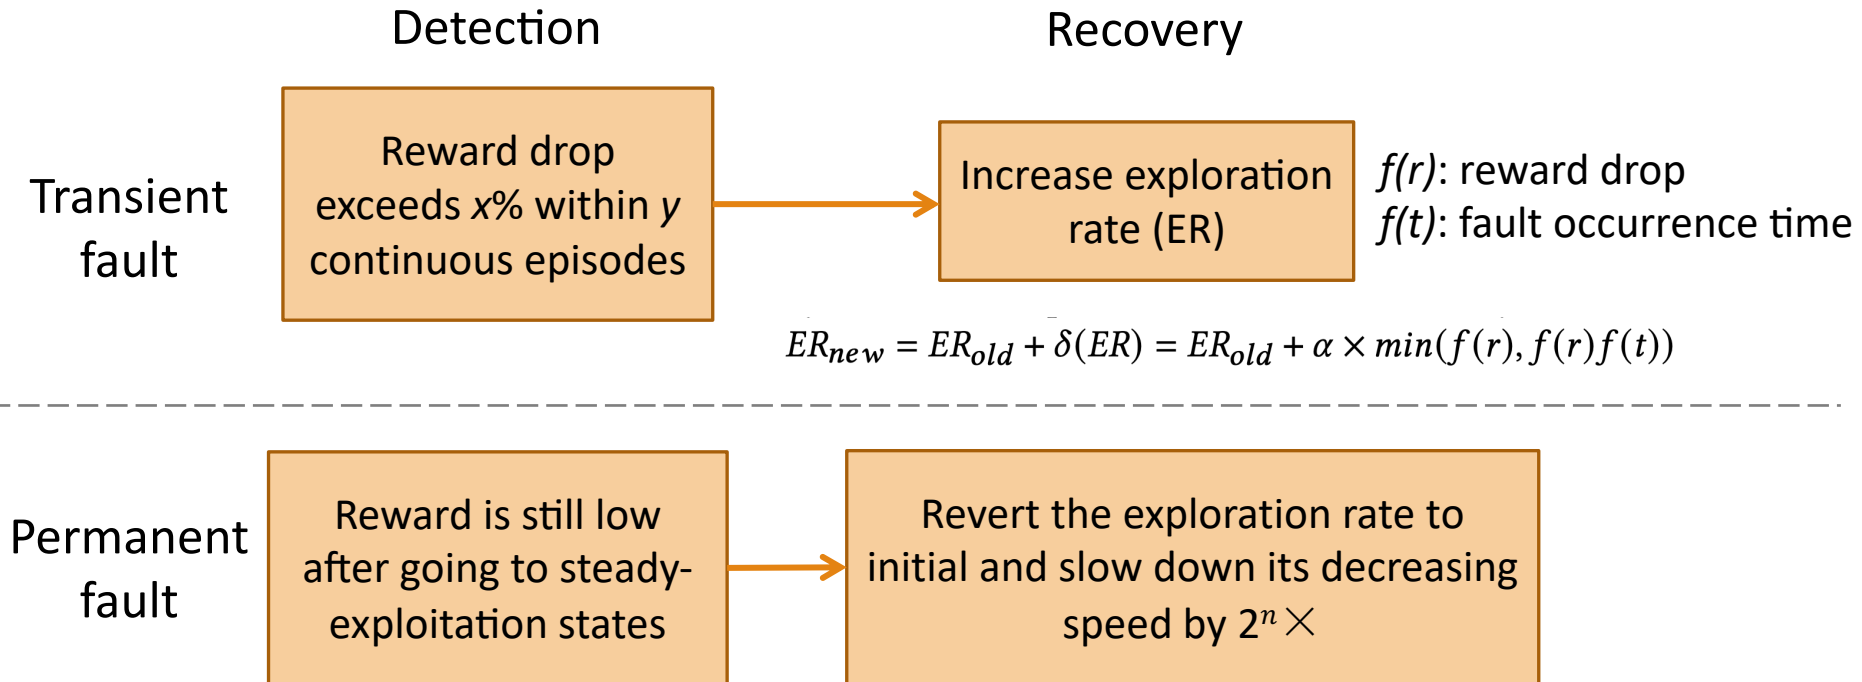 Detection
Recovery
Transient
fault
Reward drop
exceeds x% within y
continuous episodes
Increase exploration
rate (ER)
f(r): reward drop
f(t): fault occurrence time
ER_new = ER_old + δ(ER) = ER_old + α × min(f(r), f(r)f(t))
Permanent
fault
Reward is still low
after going to steady-
exploitation states
Revert the exploration rate to
initial and slow down its decreasing
speed by 2ⁿ ×